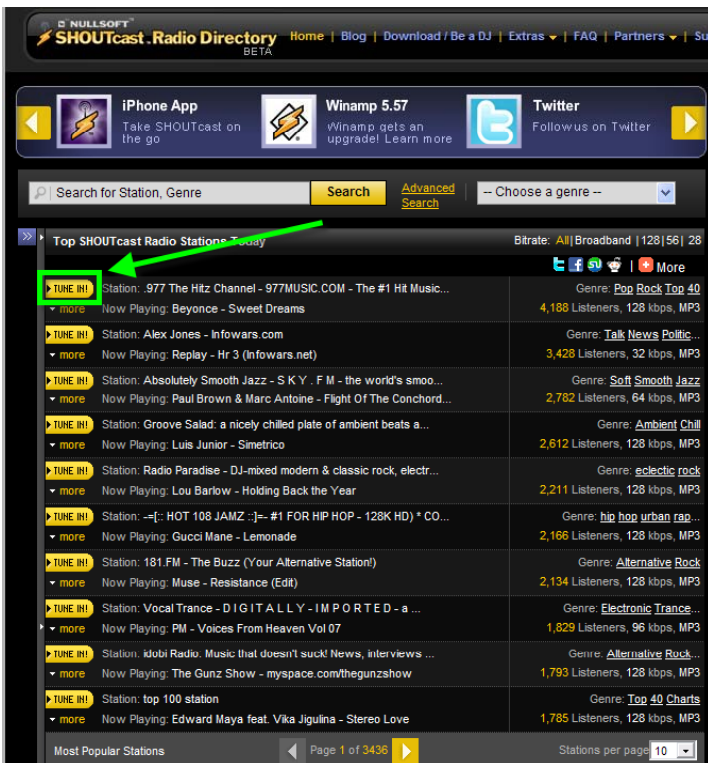 NULLSOFT™
SHOUTcast.Radio Directory
BETA
Home | Blog | Download / Be a DJ | Extras | FAQ | Partners | Su
iPhone App
Take SHOUTcast on
the go
Winamp 5.57
Winamp gets an
upgrade! Learn more
Twitter
Follow us on Twitter
Search for Station, Genre
Search
Advanced
Search
-- Choose a genre --
Top SHOUTcast Radio Stations Today
Bitrate: All|Broadband |128|56| 28
More
TUNE IN! Station: .977 The Hitz Channel - 977MUSIC.COM - The #1 Hit Music... Genre: Pop Rock Top 40
more Now Playing: Beyonce - Sweet Dreams 4,188 Listeners, 128 kbps, MP3
TUNE IN! Station: Alex Jones - Infowars.com Genre: Talk News Politic...
more Now Playing: Replay - Hr 3 (Infowars.net) 3,428 Listeners, 32 kbps, MP3
TUNE IN! Station: Absolutely Smooth Jazz - S K Y . F M - the world's smoo... Genre: Soft Smooth Jazz
more Now Playing: Paul Brown & Marc Antoine - Flight Of The Conchord... 2,782 Listeners, 64 kbps, MP3
TUNE IN! Station: Groove Salad: a nicely chilled plate of ambient beats a... Genre: Ambient Chill
more Now Playing: Luis Junior - Simetrico 2,612 Listeners, 128 kbps, MP3
TUNE IN! Station: Radio Paradise - DJ-mixed modern & classic rock, electr... Genre: eclectic rock
more Now Playing: Lou Barlow - Holding Back the Year 2,211 Listeners, 128 kbps, MP3
TUNE IN! Station: -=[:: HOT 108 JAMZ ::]=- #1 FOR HIP HOP - 128K HD) * CO... Genre: hip hop urban rap...
more Now Playing: Gucci Mane - Lemonade 2,166 Listeners, 128 kbps, MP3
TUNE IN! Station: 181.FM - The Buzz (Your Alternative Station!) Genre: Alternative Rock
more Now Playing: Muse - Resistance (Edit) 2,134 Listeners, 128 kbps, MP3
TUNE IN! Station: Vocal Trance - D I G I T A L L Y - I M P O R T E D - a ... Genre: Electronic Trance...
more Now Playing: PM - Voices From Heaven Vol 07 1,829 Listeners, 96 kbps, MP3
TUNE IN! Station: idobi Radio. Music that doesn't suck! News, interviews ... Genre: Alternative Rock...
more Now Playing: The Gunz Show - myspace.com/thegunzshow 1,793 Listeners, 128 kbps, MP3
TUNE IN! Station: top 100 station Genre: Top 40 Charts
more Now Playing: Edward Maya feat. Vika Jigulina - Stereo Love 1,785 Listeners, 128 kbps, MP3
Most Popular Stations Page 1 of 3436 Stations per page 10